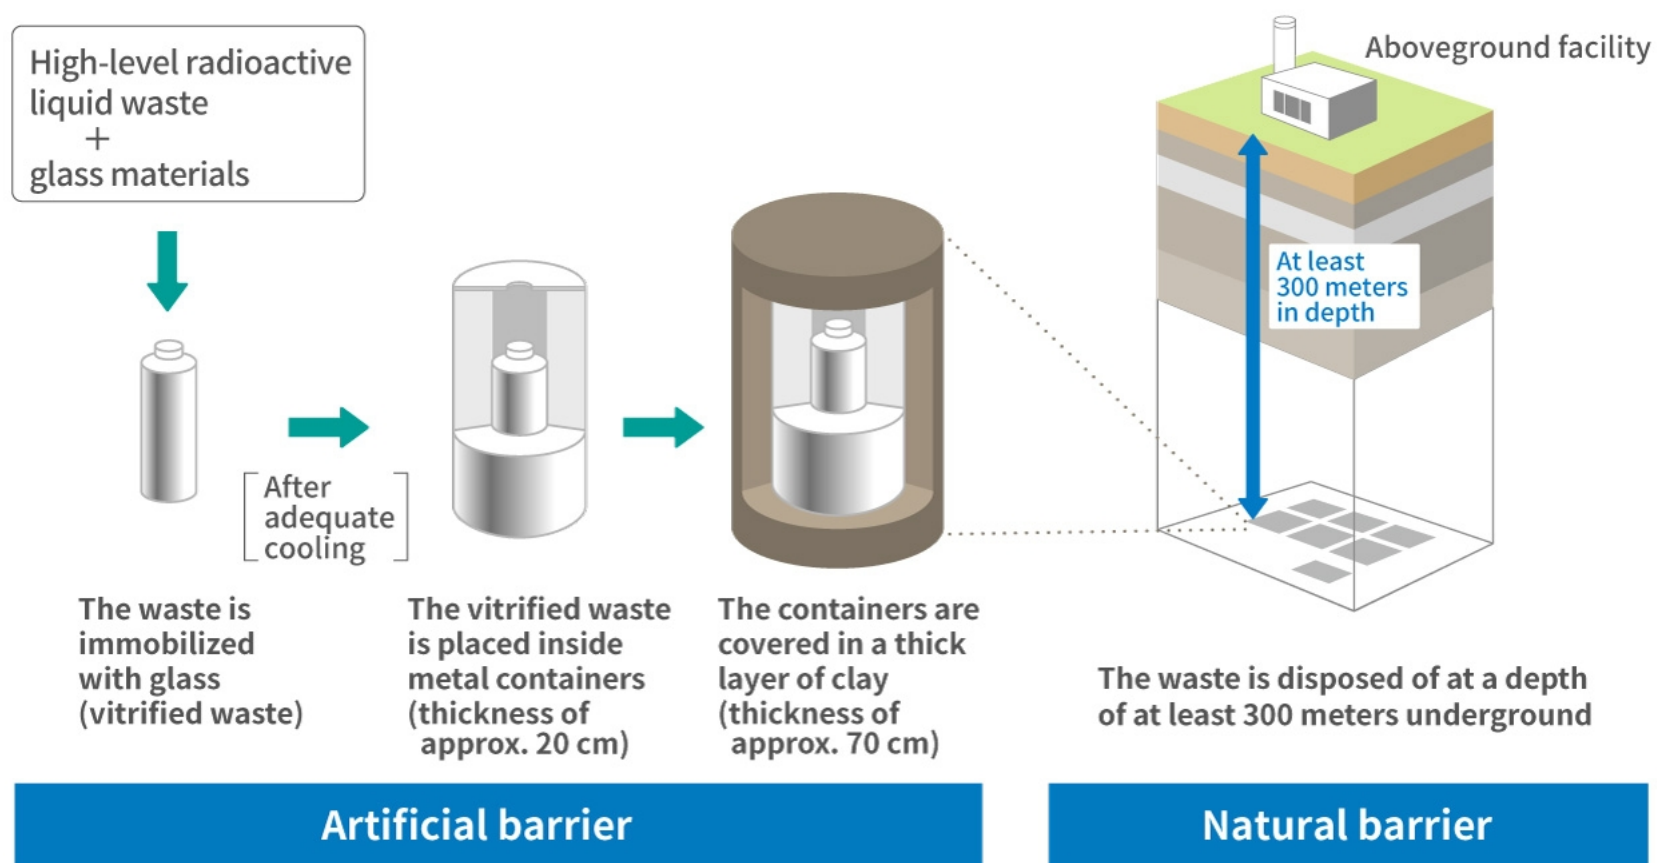 High-level radioactive
liquid waste
+
glass materials
After
adequate
cooling
The waste is
immobilized
with glass
(vitrified waste)
The vitrified waste
is placed inside
metal containers
(thickness of
approx. 20 cm)
The containers are
covered in a thick
layer of clay
(thickness of
approx. 70 cm)
Artificial barrier
Aboveground facility
At least
300 meters
in depth
The waste is disposed of at a depth
of at least 300 meters underground
Natural barrier